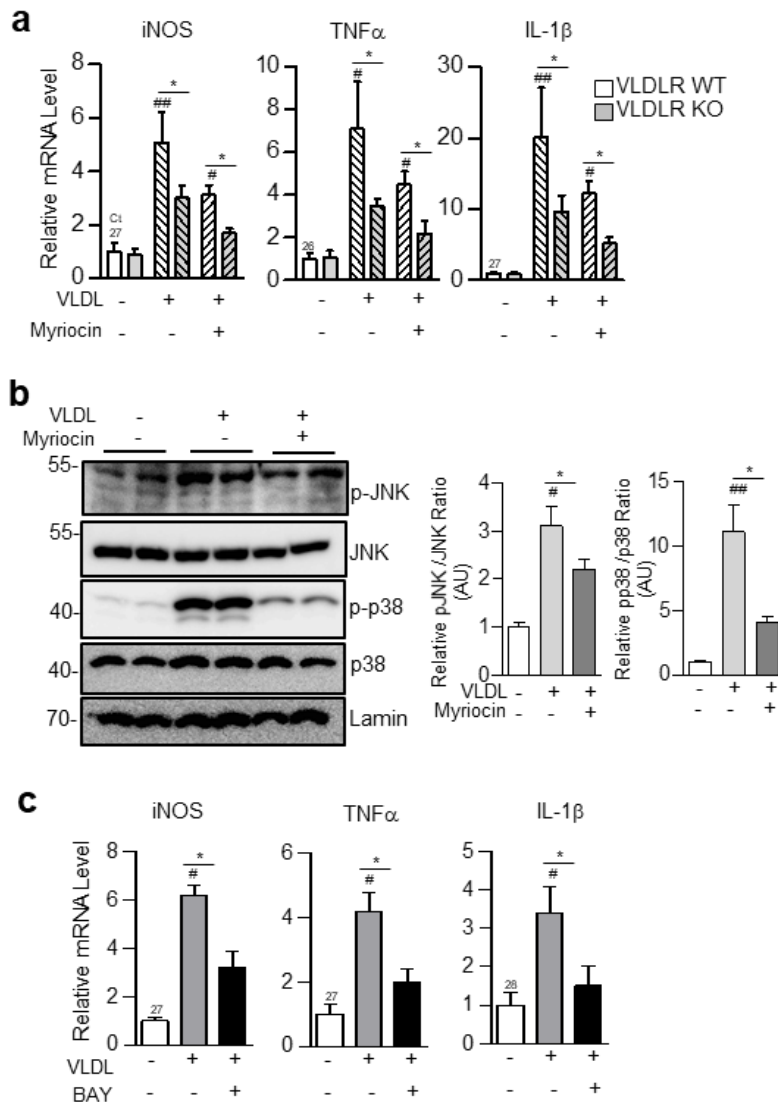 a
iNOS
TNFα
IL-1β
VLDLR WT
VLDLR KO
Relative mRNA Level
8
6
4
2
0
Ct
27
##
*
#
*
10
8
6
4
2
0
26
#
*
#
*
30
20
10
0
27
##
*
#
*
VLDL - + + - + + - + +
Myriocin - - + - - + - - +
b
VLDL - + +
Myriocin - - +
55- p-JNK
55- JNK
40- p-p38
40- p38
70- Lamin
Relative pJNK/JNK Ratio
(AU)
4
3
2
1
0
#
*
VLDL - + +
Myriocin - - +
Relative pp38/p38 Ratio
(AU)
15
10
5
0
##
*
- + +
- - +
c
iNOS
TNFα
IL-1β
Relative mRNA Level
8
6
4
2
0
27
#
*
6
4
2
0
27
#
*
5
4
3
2
1
0
28
#
*
VLDL - + + - + + - + +
BAY - - + - - + - - +